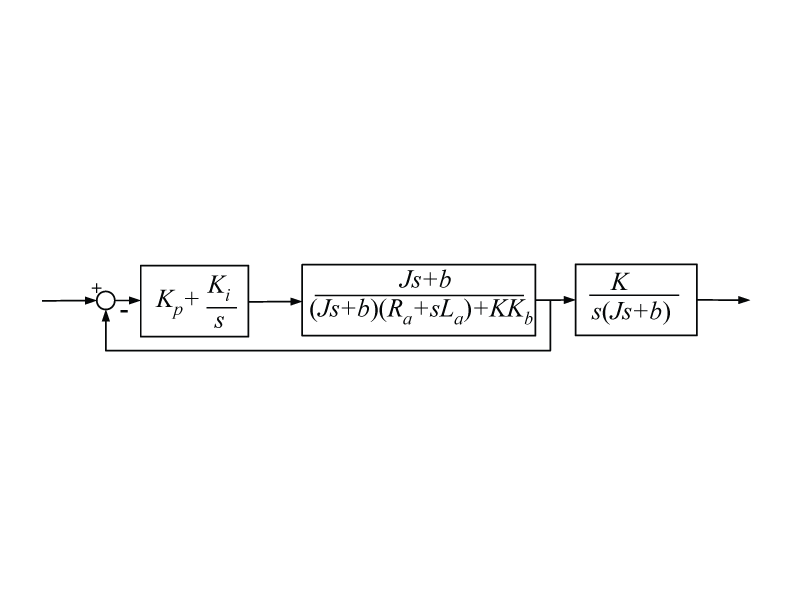 +
-
K_p + K_i/s
Js+b
(Js+b)(R_a+sL_a)+KK_b
K
s(Js+b)